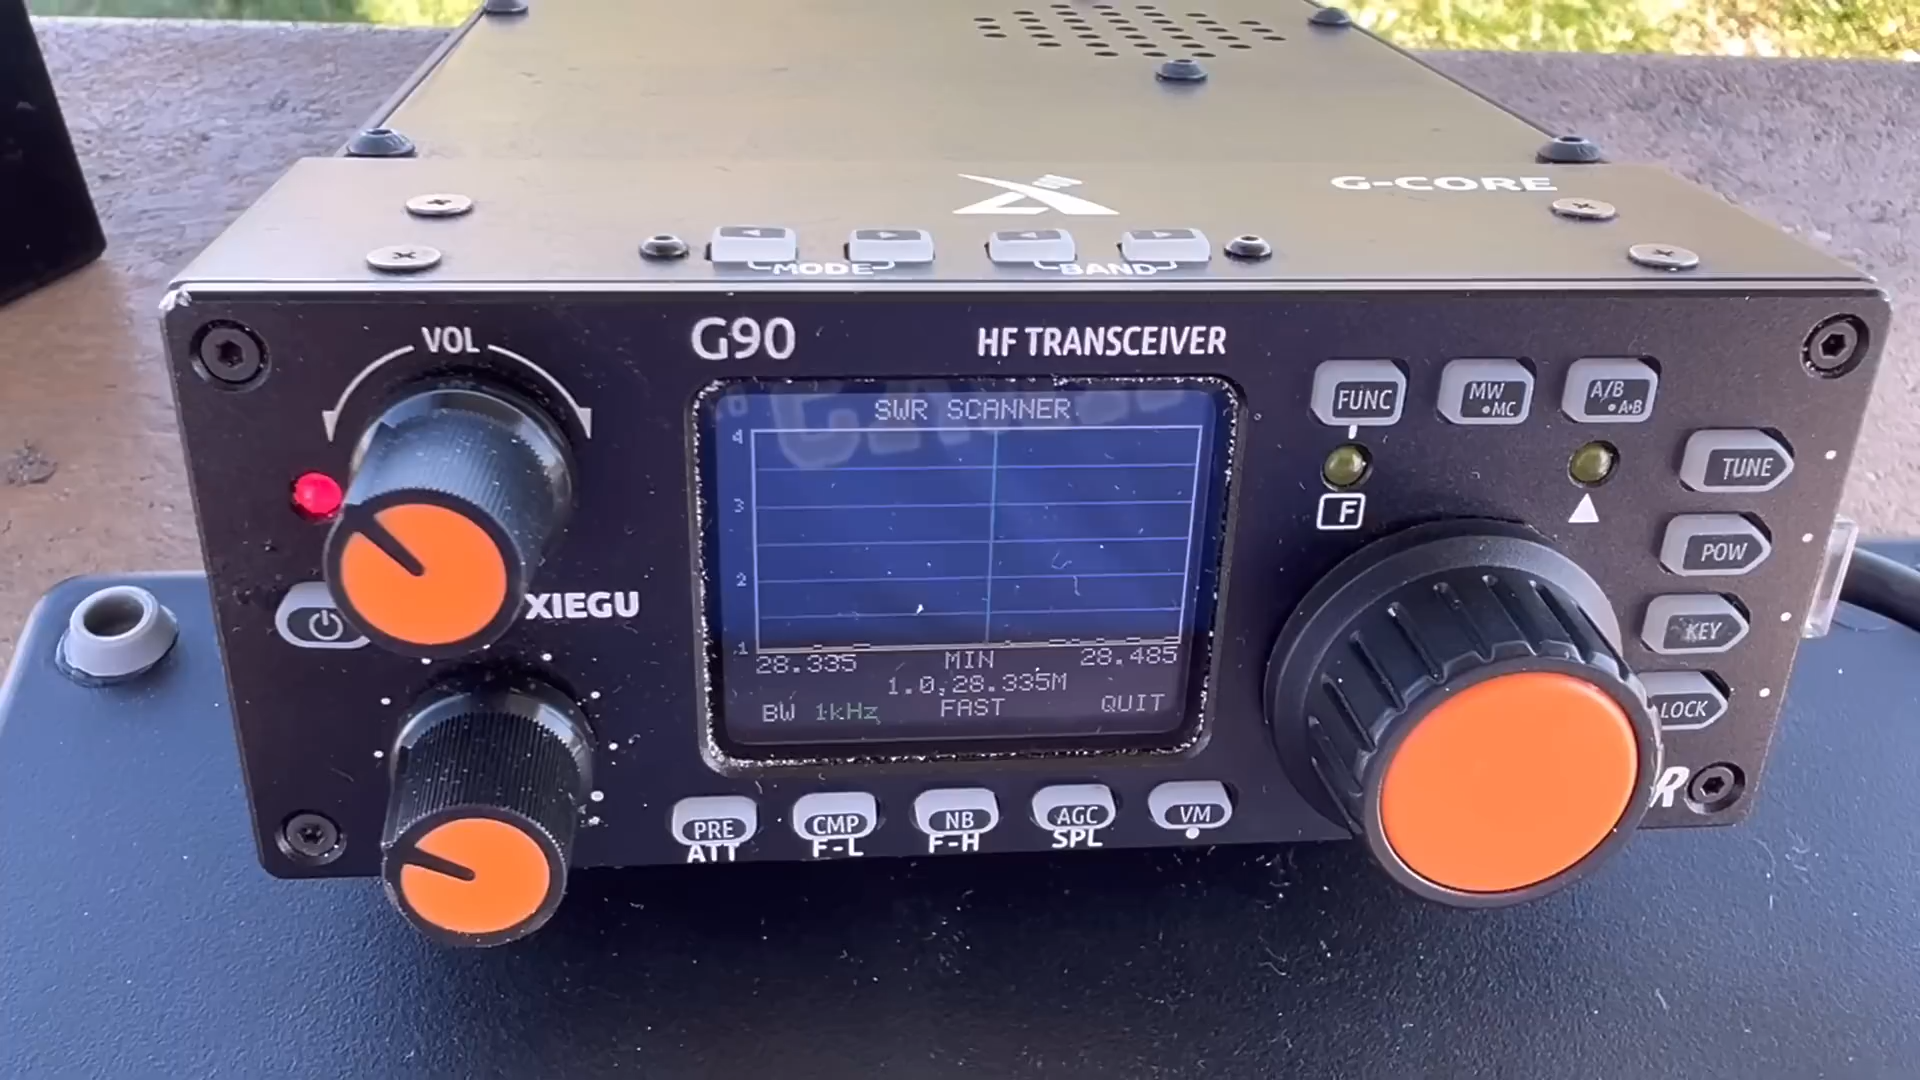 G-CORE
MODE BAND
VOL
G90 HF TRANSCEIVER
FUNC
MW
MC
A/B
A•B
SWR SCANNER
4
3
2
1
TUNE
F
POW
XIEGU
KEY
28.335 MIN 28.485
1.0,28.335M
BW 1kHz FAST QUIT
LOCK
R
PRE CMP NB AGC VM
ATT F-L F-H SPL